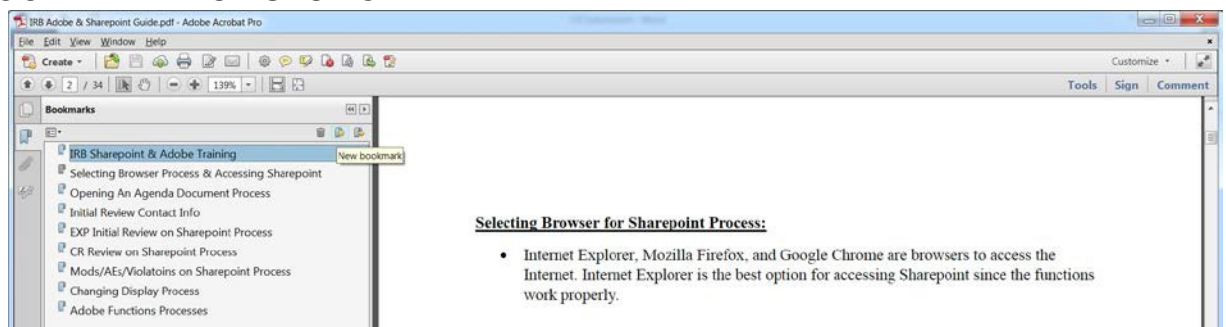 IRB Adobe & Sharepoint Guide.pdf - Adobe Acrobat Pro
File Edit View Window Help
Create
Customize
2 / 34 139% Tools Sign Comment
Bookmarks
IRB Sharepoint & Adobe Training
New bookmark
Selecting Browser Process & Accessing Sharepoint
Opening An Agenda Document Process
Initial Review Contact Info
EXP Initial Review on Sharepoint Process
CR Review on Sharepoint Process
Mods/AEs/Violatoins on Sharepoint Process
Changing Display Process
Adobe Functions Processes
Selecting Browser for Sharepoint Process:
• Internet Explorer, Mozilla Firefox, and Google Chrome are browsers to access the
Internet. Internet Explorer is the best option for accessing Sharepoint since the functions
work properly.